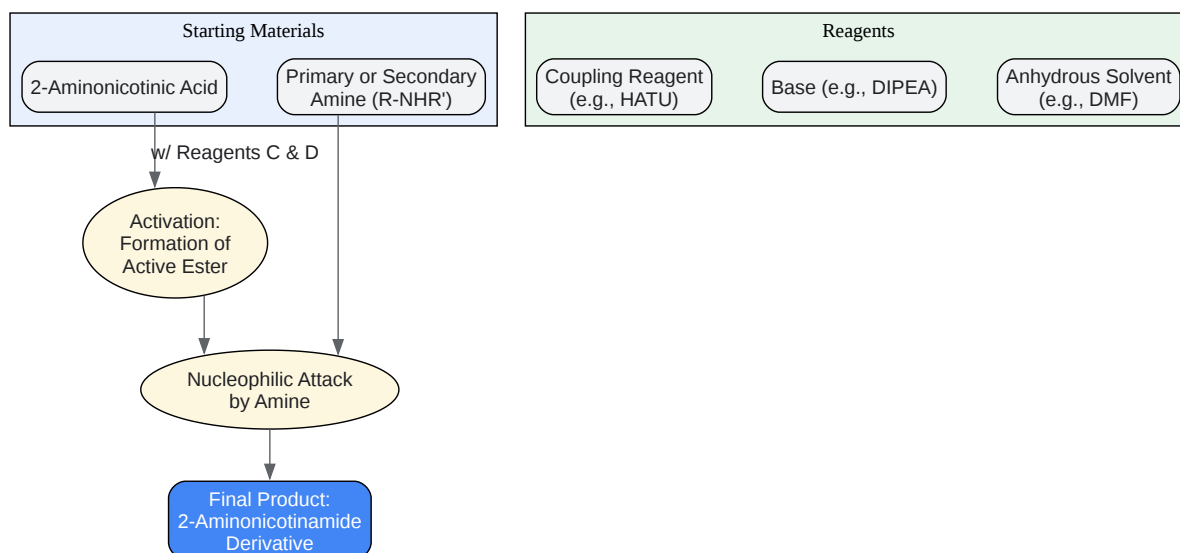 Starting Materials
2-Aminonicotinic Acid
Primary or Secondary
Amine (R-NHR')
Reagents
Coupling Reagent
(e.g., HATU)
Base (e.g., DIPEA)
Anhydrous Solvent
(e.g., DMF)
w/ Reagents C & D
Activation:
Formation of
Active Ester
Nucleophilic Attack
by Amine
Final Product:
2-Aminonicotinamide
Derivative